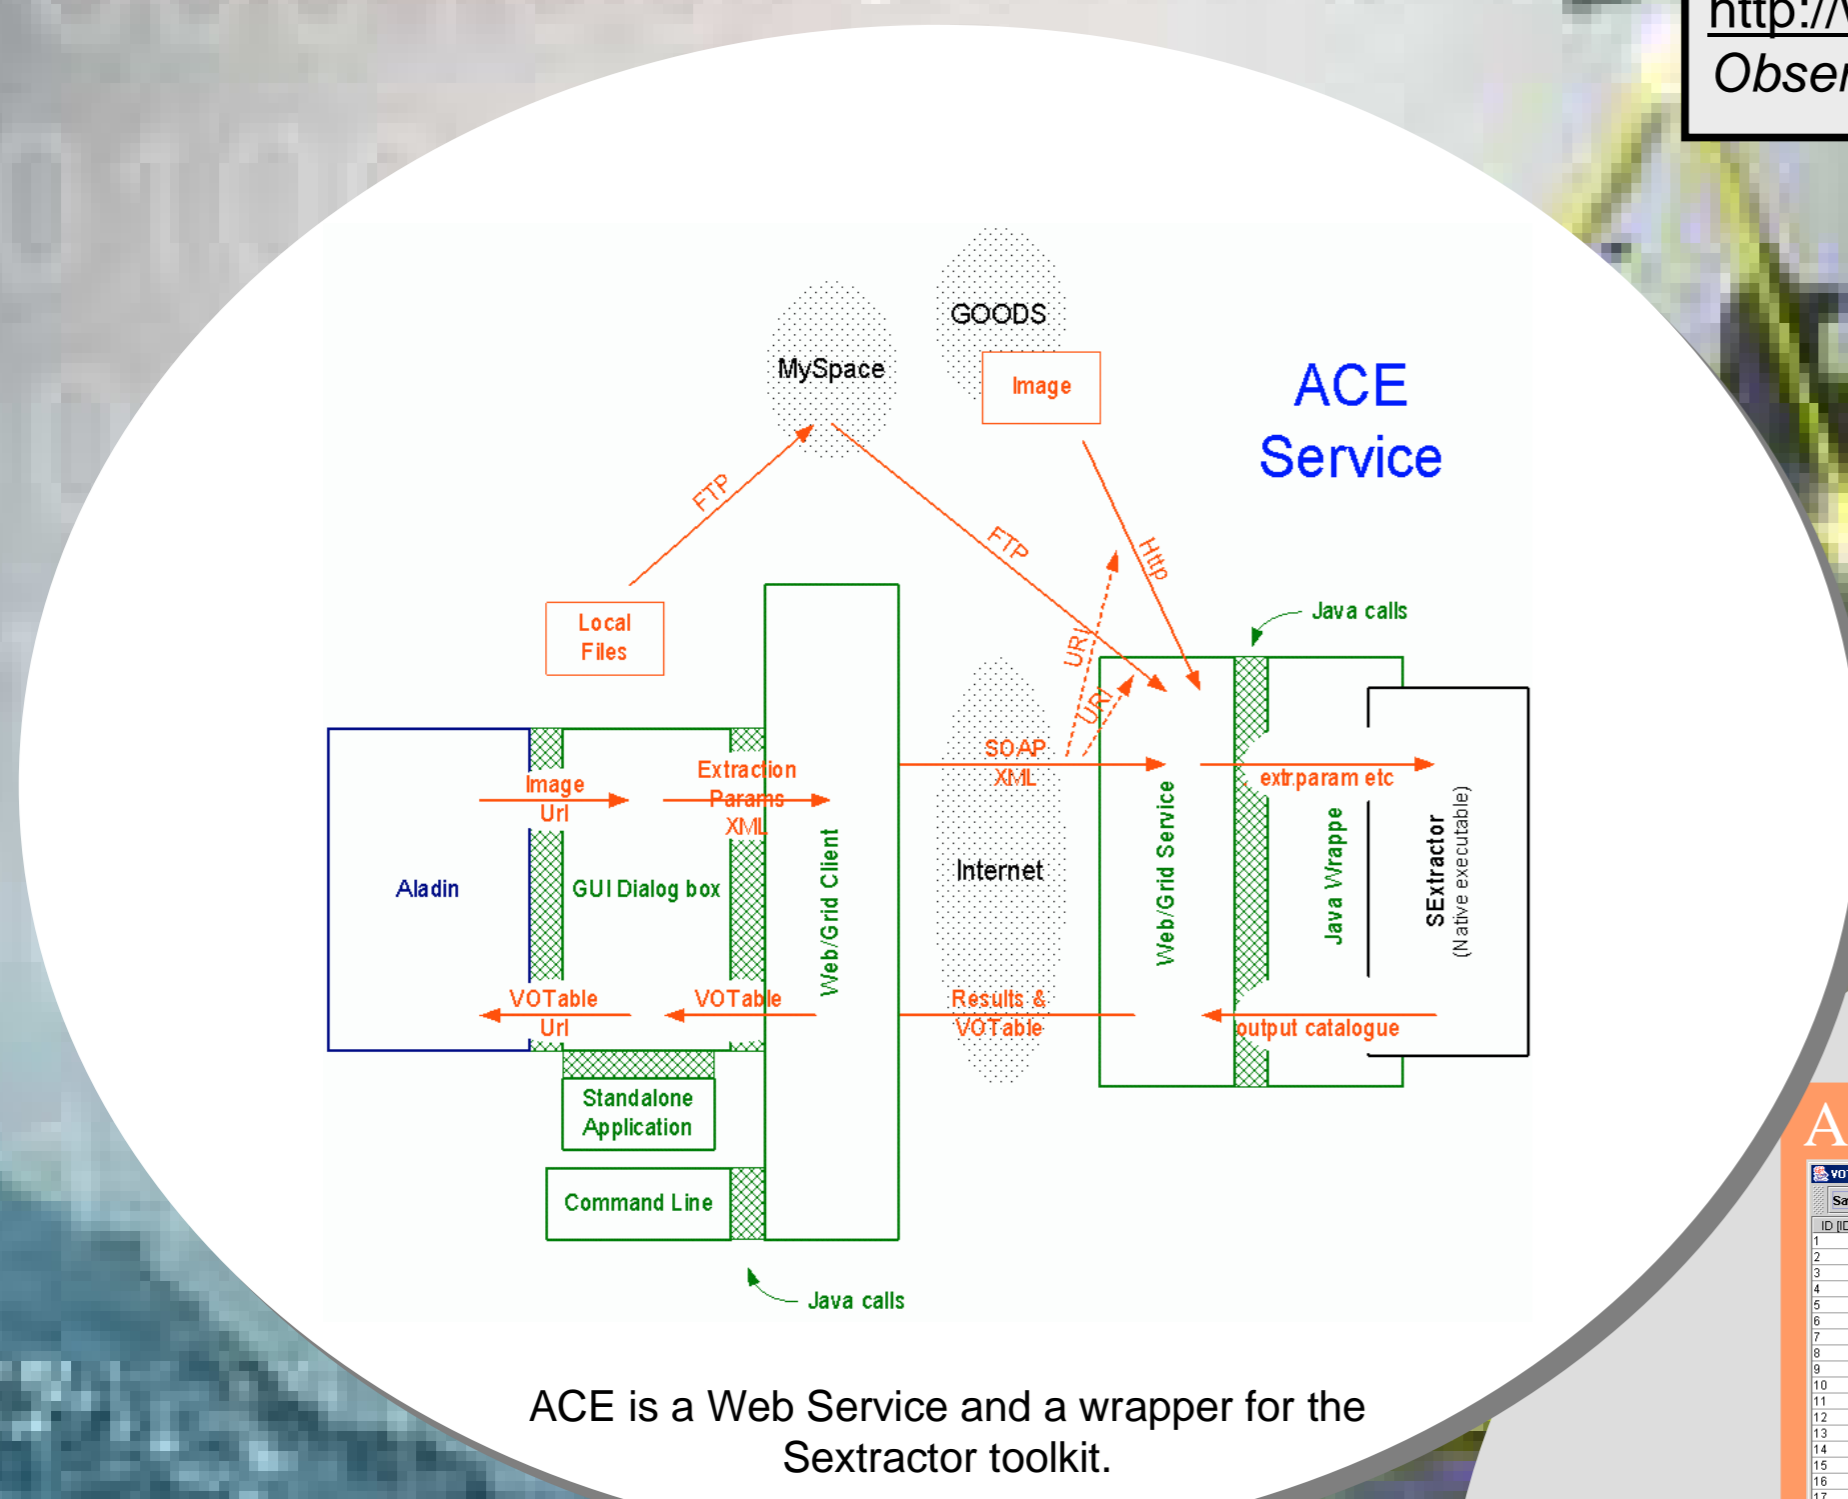 http://
Obser
GOODS
MySpace
Image
ACE
Service
FTP
FTP
Http
URI
URI
Java calls
Local
Files
SOAP
XML
Image
Url
Extraction
Params
XML
extr.param etc
Aladin
GUI Dialog box
Web/Grid Client
Internet
Web/Grid Service
Java Wrappe
SExtractor
(Native executable)
VOTable
Url
VOTable
Results &
VOTable
output catalogue
Standalone
Application
Command Line
Java calls
ACE is a Web Service and a wrapper for the
Sextractor toolkit.
A
VO
Sa
ID [ID
1
2
3
4
5
6
7
8
9
10
11
12
13
14
15
16
17